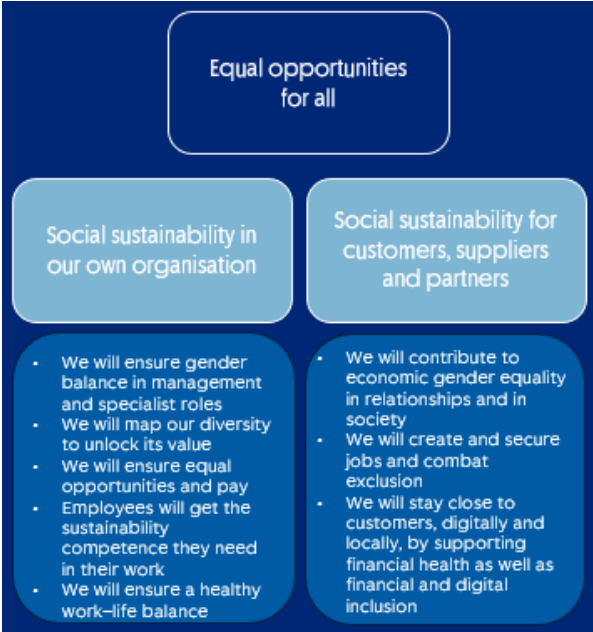 Equal opportunities
for all
Social sustainability in
our own organisation
Social sustainability for
customers, suppliers
and partners
• We will ensure gender
balance in management
and specialist roles
• We will map our diversity
to unlock its value
• We will ensure equal
opportunities and pay
• Employees will get the
sustainability
competence they need
in their work
• We will ensure a healthy
work–life balance
• We will contribute to
economic gender equality
in relationships and in
society
• We will create and secure
jobs and combat
exclusion
• We will stay close to
customers, digitally and
locally, by supporting
financial health as well as
financial and digital
inclusion